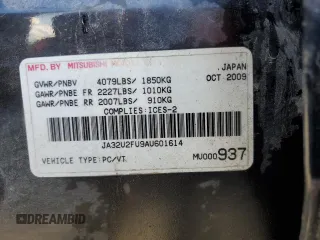 MFD. BY MITSUBISHI
JAPAN
GVWR/PNBV 4079LBS/ 1850KG OCT 2009
GAWR/PNBE FR 2227LBS/ 1010KG
GAWR/PNBE RR 2007LBS/ 910KG
COMPLIES:ICES-2
JA32U2FU9AU601614
VEHICLE TYPE:PC/VT. MU000937
DIAMONDBID